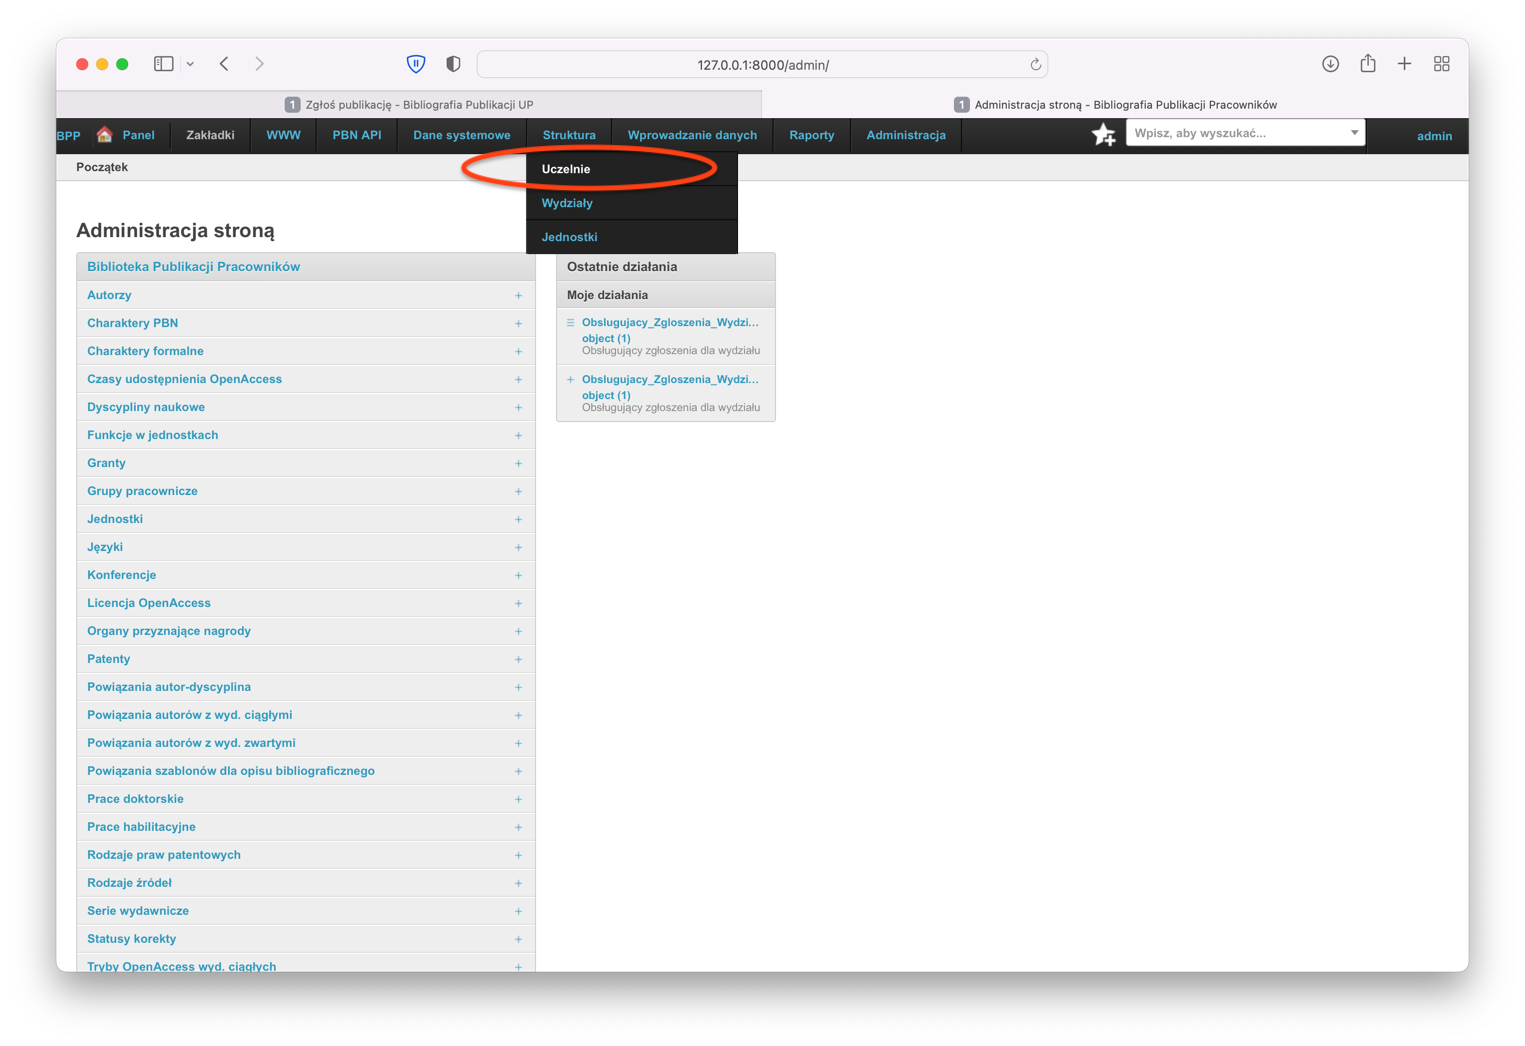 127.0.0.1:8000/admin/
1 Zgłoś publikację - Bibliografia Publikacji UP
1 Administracja stroną - Bibliografia Publikacji Pracowników
BPP Panel Zakładki WWW PBN API Dane systemowe Struktura Wprowadzanie danych Raporty Administracja Wpisz, aby wyszukać... admin
Początek
Uczelnie
Wydziały
Jednostki
Administracja stroną
Biblioteka Publikacji Pracowników
Autorzy +
Charaktery PBN +
Charaktery formalne +
Czasy udostępnienia OpenAccess +
Dyscypliny naukowe +
Funkcje w jednostkach +
Granty +
Grupy pracownicze +
Jednostki +
Języki +
Konferencje +
Licencja OpenAccess +
Organy przyznające nagrody +
Patenty +
Powiązania autor-dyscyplina +
Powiązania autorów z wyd. ciągłymi +
Powiązania autorów z wyd. zwartymi +
Powiązania szablonów dla opisu bibliograficznego +
Prace doktorskie +
Prace habilitacyjne +
Rodzaje praw patentowych +
Rodzaje źródeł +
Serie wydawnicze +
Statusy korekty +
Tryby OpenAccess wyd. ciągłych +
Ostatnie działania
Moje działania
Obslugujacy_Zgloszenia_Wydzi...
object (1)
Obsługujący zgłoszenia dla wydziału
+ Obslugujacy_Zgloszenia_Wydzi...
object (1)
Obsługujący zgłoszenia dla wydziału